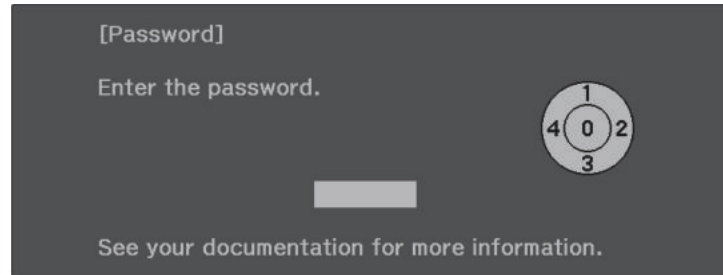 [Password]
Enter the password.
1
4 0 2
3
See your documentation for more information.